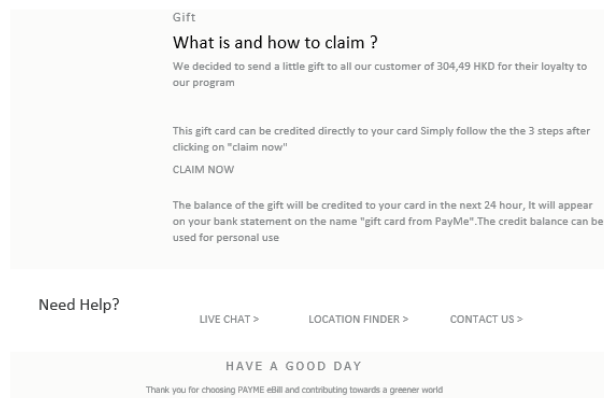 Gift
What is and how to claim ?
We decided to send a little gift to all our customer of 304,49 HKD for their loyalty to
our program
This gift card can be credited directly to your card Simply follow the the 3 steps after
clicking on "claim now"
CLAIM NOW
The balance of the gift will be credited to your card in the next 24 hour, It will appear
on your bank statement on the name "gift card from PayMe".The credit balance can be
used for personal use
Need Help?
LIVE CHAT > LOCATION FINDER > CONTACT US >
HAVE A GOOD DAY
Thank you for choosing PAYME eBill and contributing towards a greener world